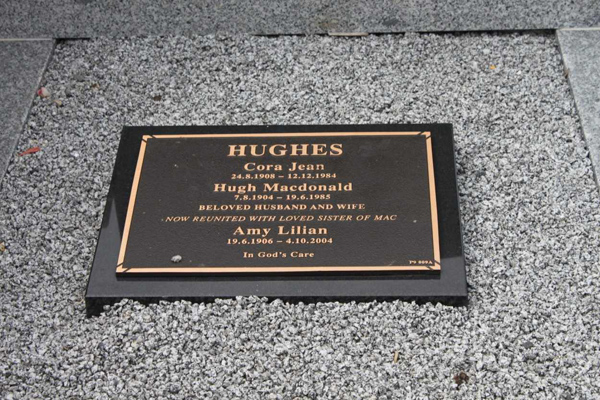 HUGHES
Cora Jean
24.8.1908 – 12.12.1984
Hugh Macdonald
7.8.1904 – 19.6.1985
BELOVED HUSBAND AND WIFE
NOW REUNITED WITH LOVED SISTER OF MAC
Amy Lilian
19.6.1906 – 4.10.2004
In God's Care